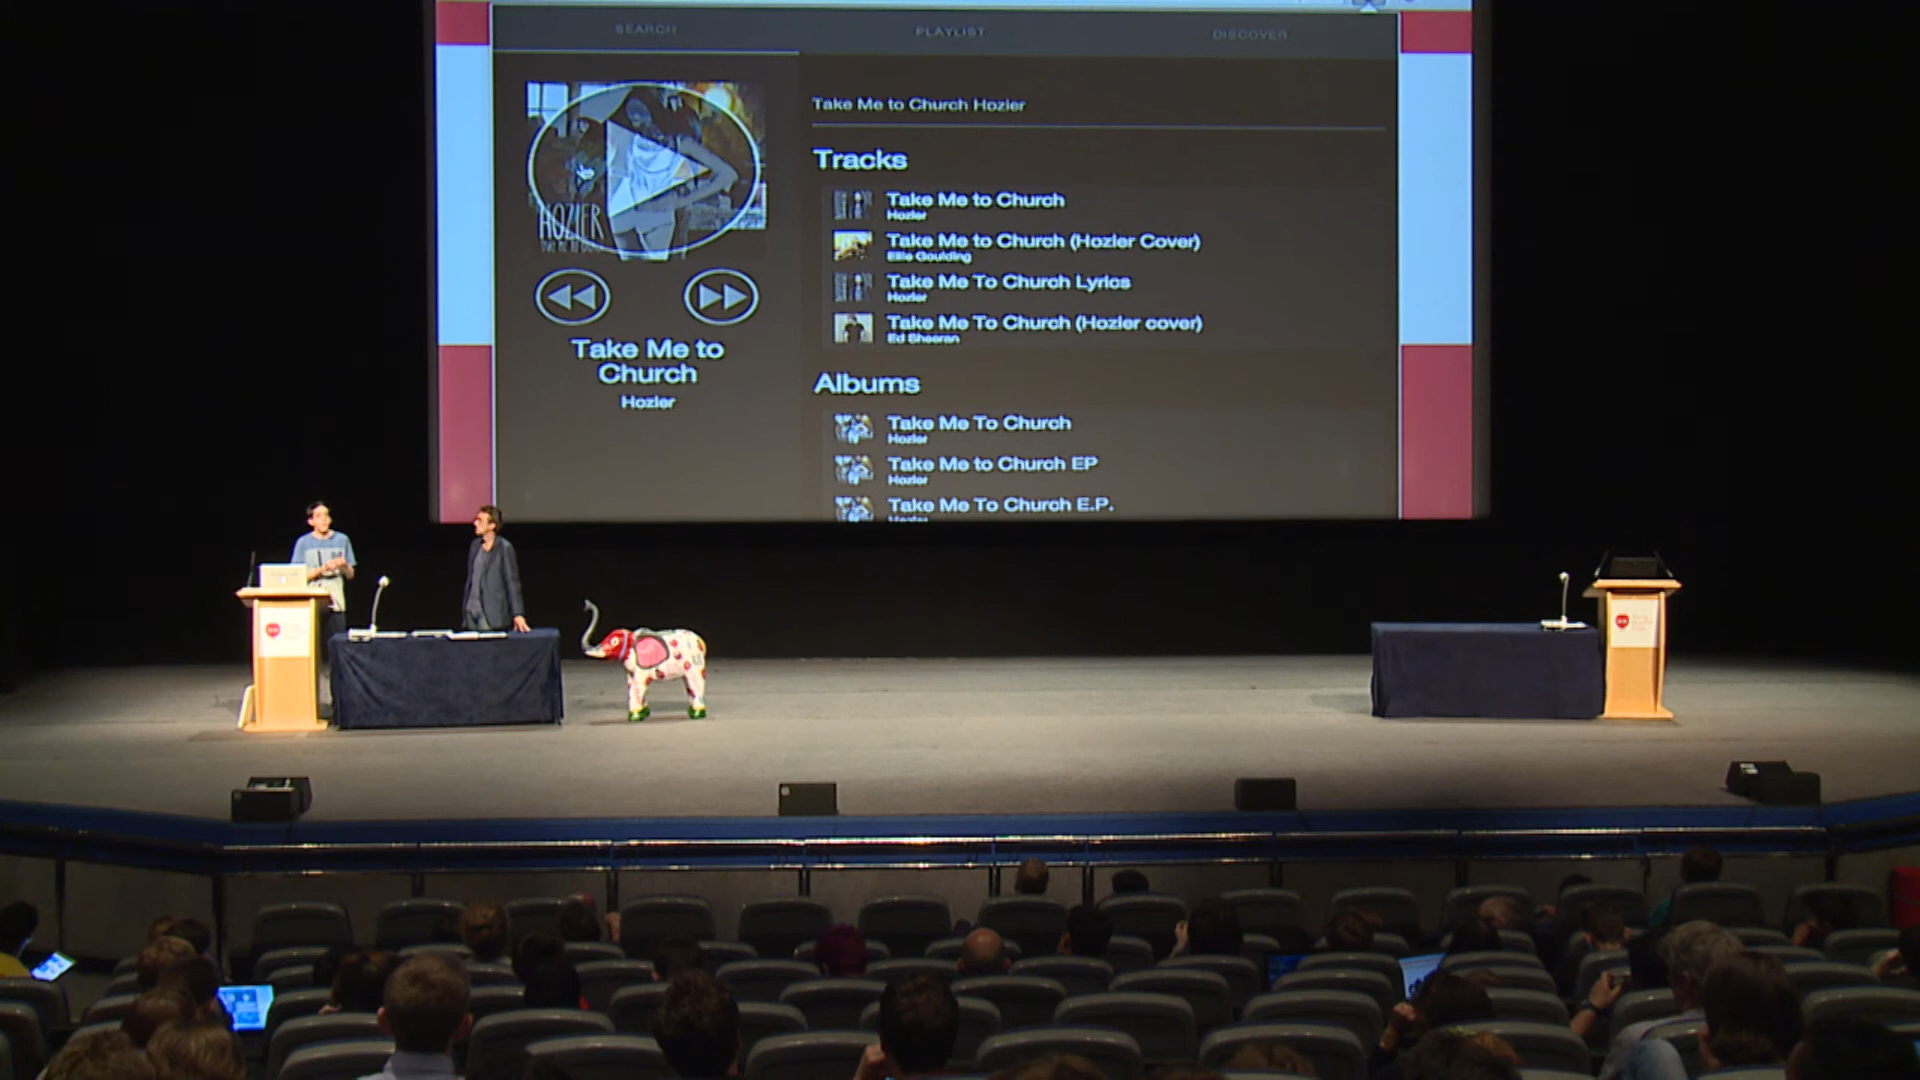 SEARCH
PLAYLIST
DISCOVER
Take Me to Church Hozier
Tracks
Take Me to Church
Hozier
Take Me to Church (Hozier Cover)
Ellie Goulding
Take Me To Church Lyrics
Hozier
Take Me To Church (Hozier cover)
Ed Sheeran
Albums
Take Me To Church
Hozier
Take Me to Church EP
Hozier
Take Me To Church E.P.
HOZIER
Take Me to
Church
Hozier